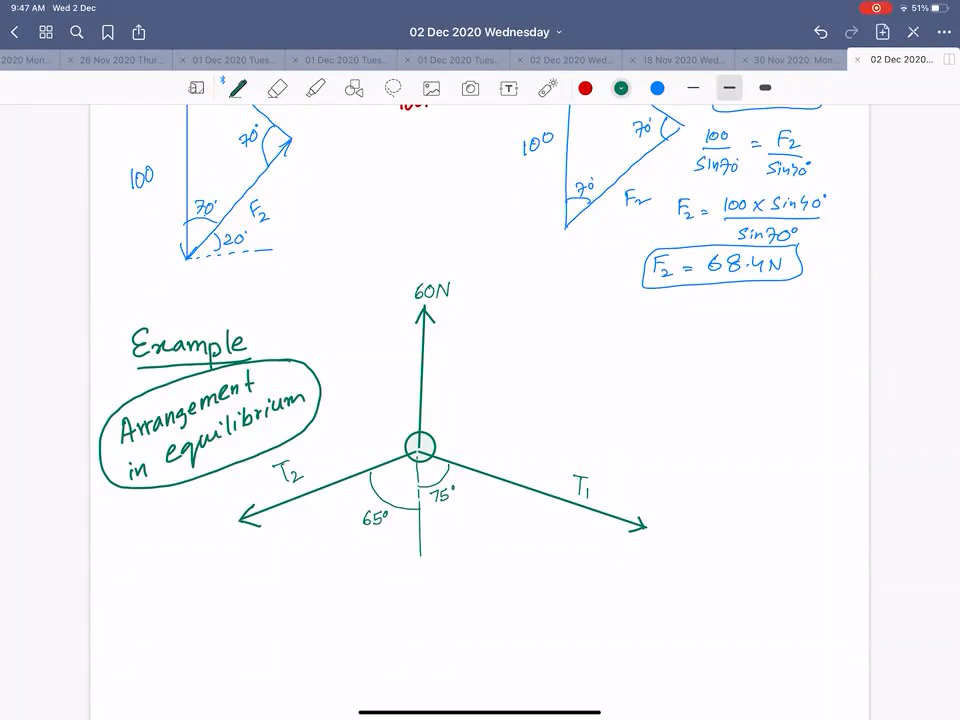 9:47 AM Wed 2 Dec
51%
02 Dec 2020 Wednesday
2020 Mon...
26 Nov 2020 Thur...
01 Dec 2020 Tues...
01 Dec 2020 Tues...
01 Dec 2020 Tues...
02 Dec 2020 Wedn...
18 Nov 2020 Wedn...
30 Nov 2020. Mon...
02 Dec 2020...
T
70°
100
70°
F2
20°
100
70°
70°
F2
100/Sin70° = F2/Sin40°
F2 = 100 x Sin40°/Sin70°
F2 = 68.4N
60N
Example
Arrangement
in equilibrium
T2
T1
75°
65°